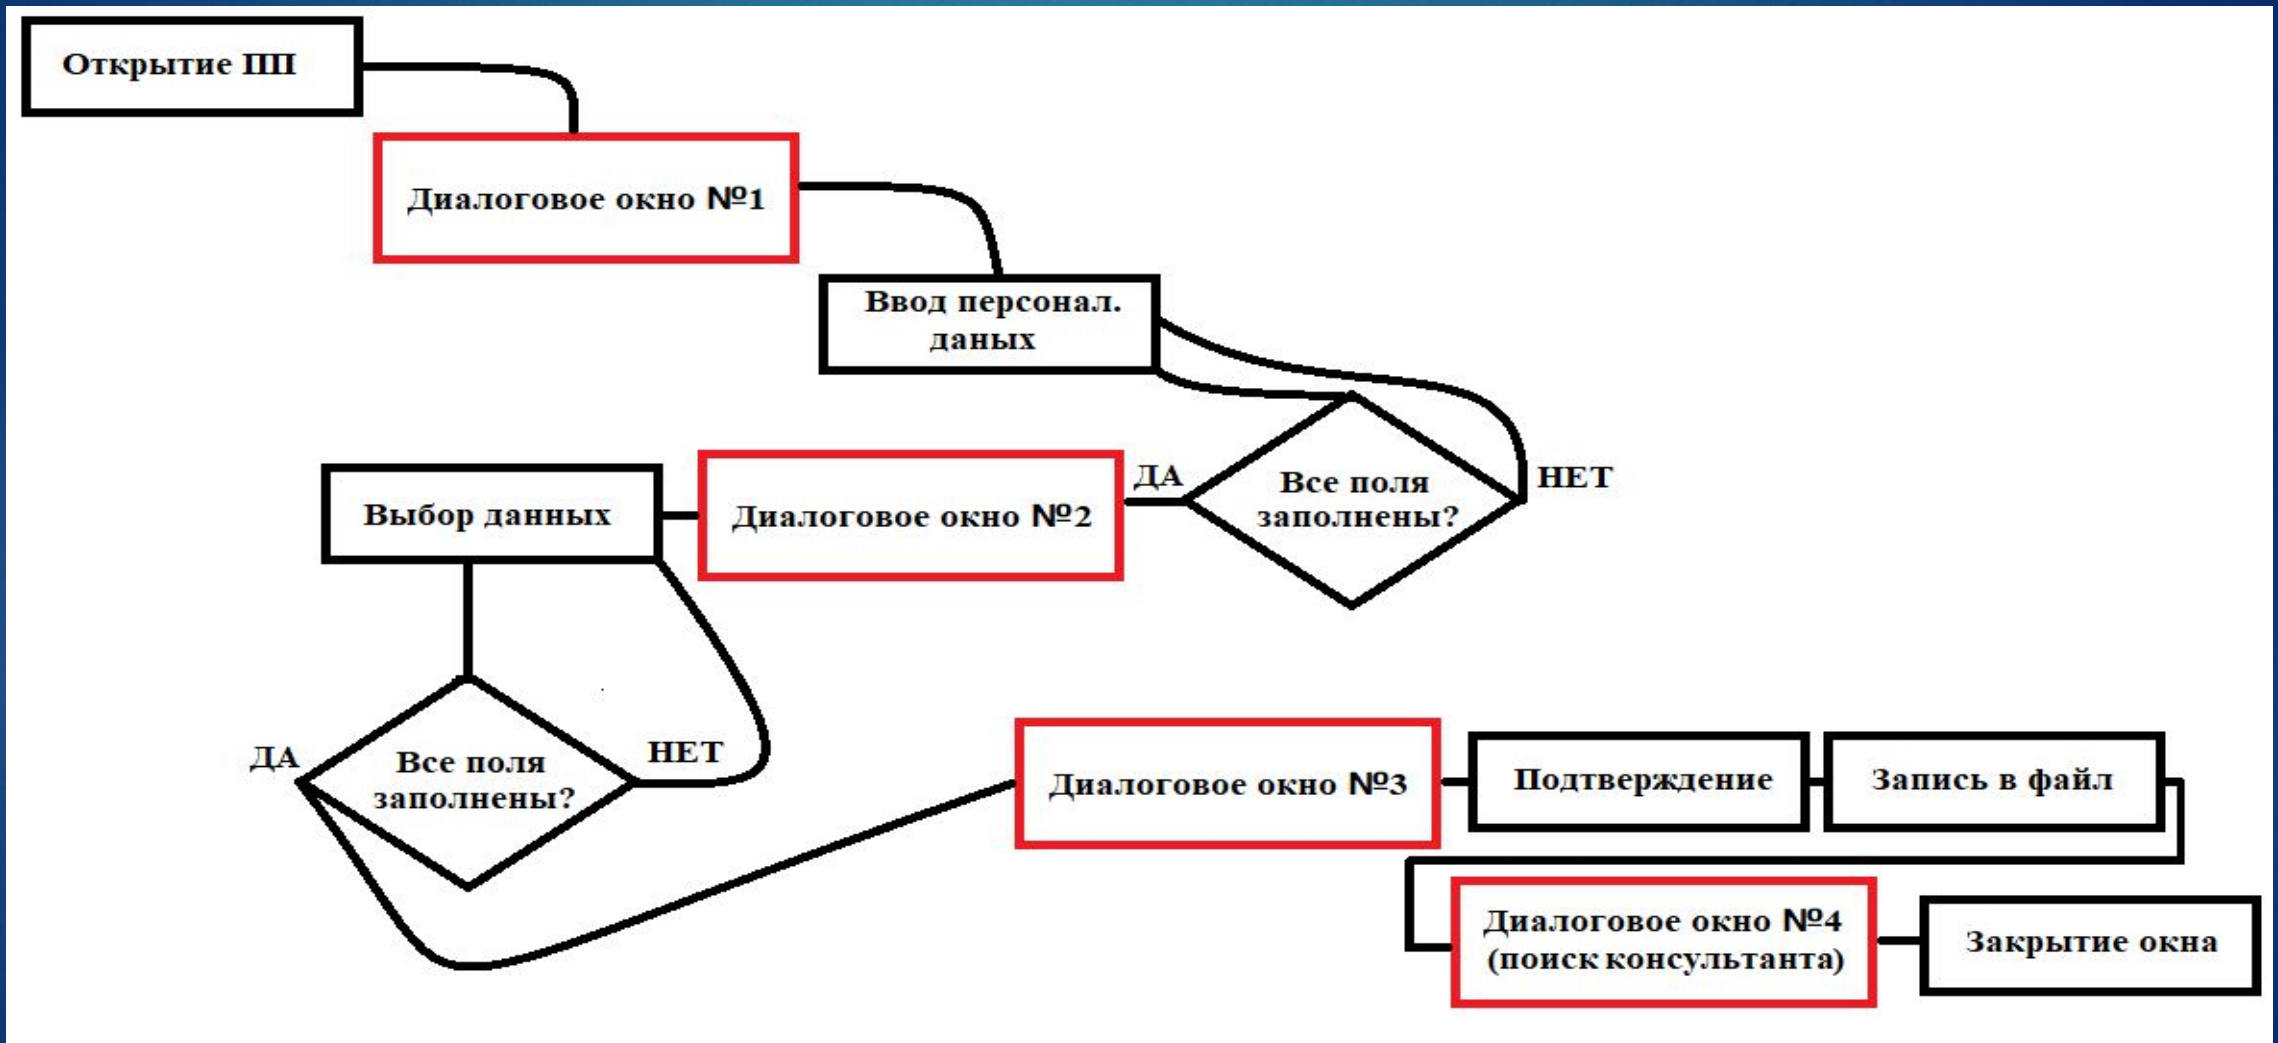 Открытие ПП
Диалоговое окно №1
Ввод персонал.
даных
Все поля
заполнены?
НЕТ
ДА
Диалоговое окно №2
Выбор данных
Все поля
заполнены?
НЕТ
ДА
Диалоговое окно №3
Подтверждение
Запись в файл
Диалоговое окно №4
(поиск консультанта)
Закрытие окна